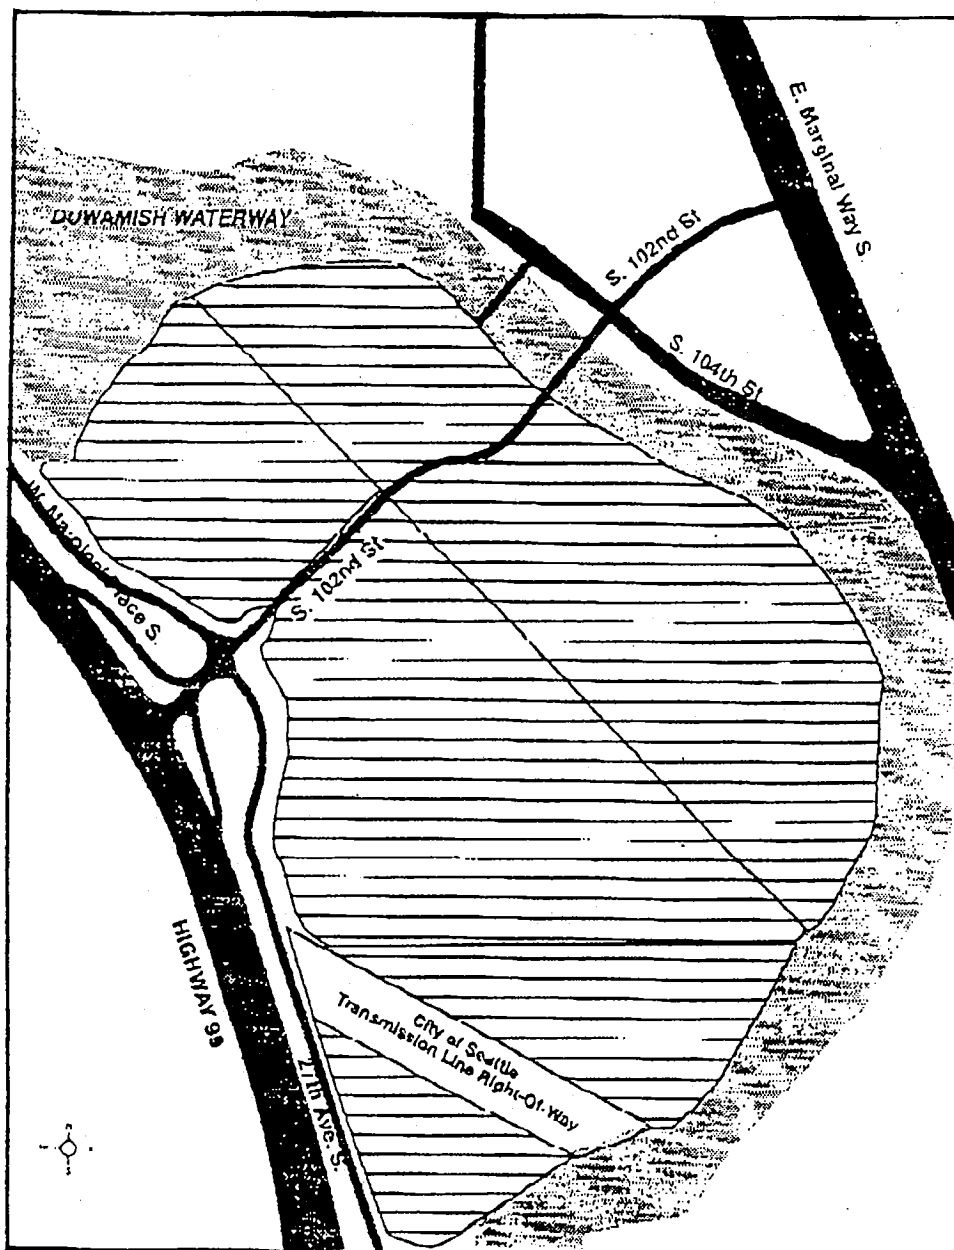 E. Marginal Way S.
DUWAMISH WATERWAY
S. 102nd St
S. 104th St
Place S
S. 102nd St
HIGHWAY 99
City of Seattle
Transmission Line Right-Of-Way
27th Ave. S.